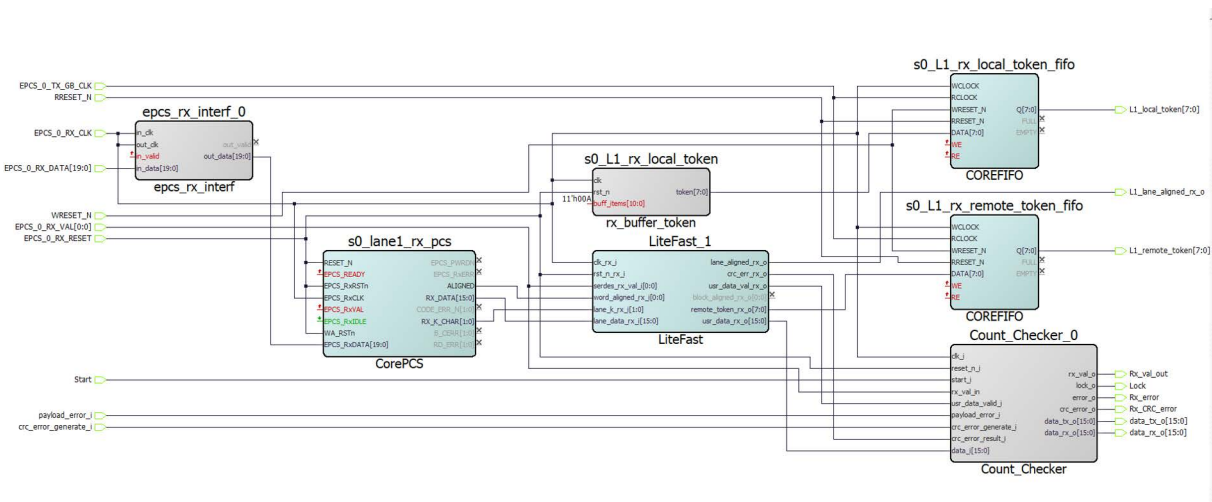 EPCS_0_TX_GB_CLK
RRESET_N
EPCS_0_RX_CLK
EPCS_0_RX_DATA[19:0]
WRESET_N
EPCS_0_RX_VAL[0:0]
EPCS_0_RX_RESET
Start
payload_error_i
crc_error_generate_i
epcs_rx_interf_0
in_clk
out_clk
in_valid
in_data[19:0]
out_valid
out_data[19:0]
epcs_rx_interf
s0_lane1_rx_pcs
RESET_N
EPCS_READY
EPCS_RxRSTn
EPCS_RxCLK
EPCS_RxVAL
EPCS_RxIDLE
WA_RSTn
EPCS_RxDATA[19:0]
EPCS_PWRDN
EPCS_RxERR
ALIGNED
RX_DATA[15:0]
CODE_ERR_N[1:0]
RX_K_CHAR[1:0]
B_CERR[1:0]
RD_ERR[1:0]
CorePCS
s0_L1_rx_local_token
clk
rst_n
11'h00A
buff_items[10:0]
token[7:0]
rx_buffer_token
LiteFast_1
clk_rx_i
rst_n_rx_i
serdes_rx_val_i[0:0]
word_aligned_rx_i[0:0]
lane_k_rx_i[1:0]
lane_data_rx_i[15:0]
lane_aligned_rx_o
crc_err_rx_o
usr_data_val_rx_o
block_aligned_rx_o[0:0]
remote_token_rx_o[7:0]
usr_data_rx_o[15:0]
LiteFast
s0_L1_rx_local_token_fifo
WCLOCK
RCLOCK
WRESET_N
RRESET_N
DATA[7:0]
WE
RE
Q[7:0]
FULL
EMPTY
COREFIFO
L1_local_token[7:0]
L1_lane_aligned_rx_o
s0_L1_rx_remote_token_fifo
WCLOCK
RCLOCK
WRESET_N
RRESET_N
DATA[7:0]
WE
RE
Q[7:0]
FULL
EMPTY
COREFIFO
L1_remote_token[7:0]
Count_Checker_0
clk_i
reset_n_i
start_i
rx_val_in
usr_data_valid_i
payload_error_i
crc_error_generate_i
crc_error_result_i
data_i[15:0]
rx_val_o
lock_o
error_o
crc_error_o
data_tx_o[15:0]
data_rx_o[15:0]
Count_Checker
Rx_val_out
Lock
Rx_error
Rx_CRC_error
data_tx_o[15:0]
data_rx_o[15:0]